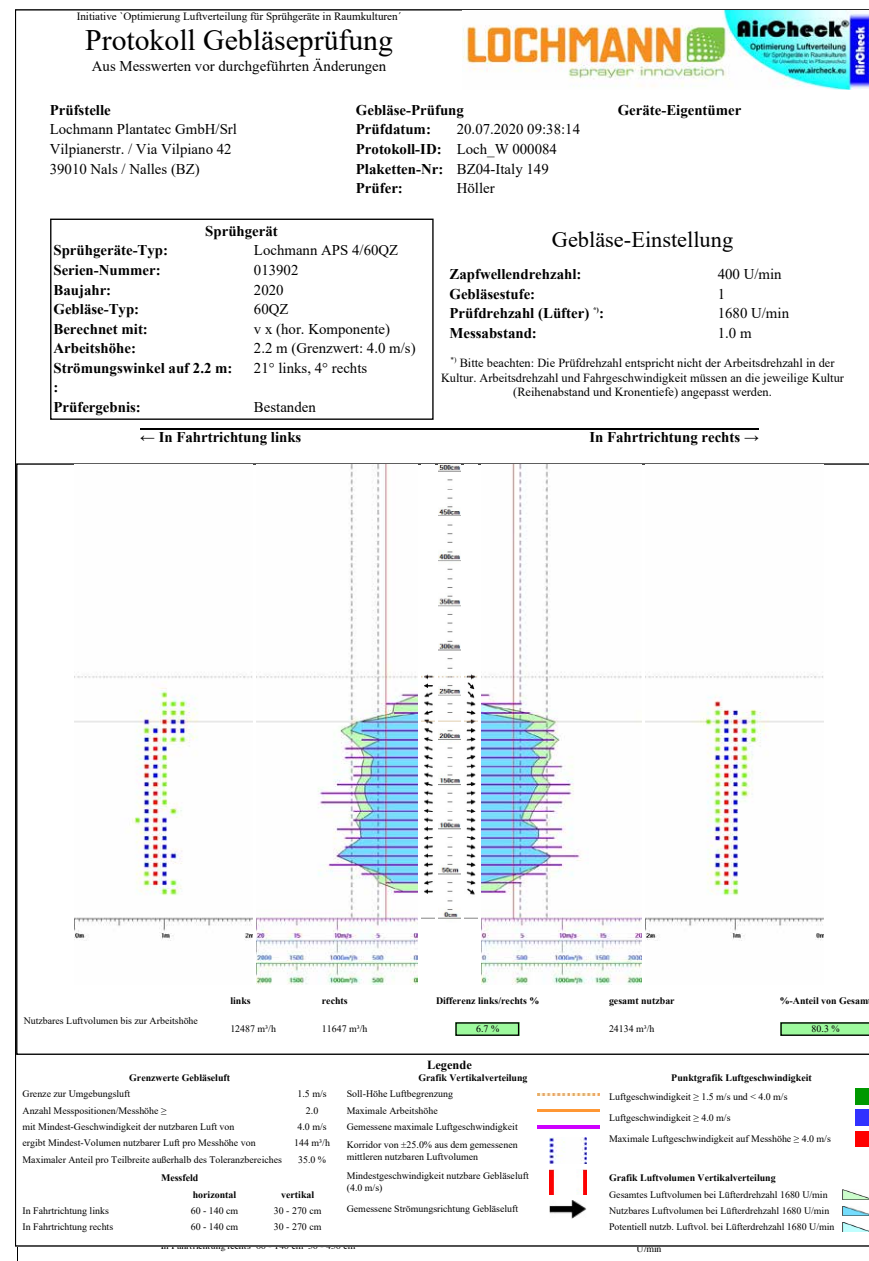 Initiative `Optimierung Luftverteilung für Sprühgeräte in Raumkulturen´
Protokoll Gebläseprüfung
Aus Messwerten vor durchgeführten Änderungen
LOCHMANN
sprayer innovation
AirCheck®
Optimierung Luftverteilung
für Sprühgeräte in Raumkulturen
www.aircheck.eu
AirCheck
Prüfstelle
Lochmann Plantatec GmbH/Srl
Vilpianerstr. / Via Vilpiano 42
39010 Nals / Nalles (BZ)
Gebläse-Prüfung
Prüfdatum: 20.07.2020 09:38:14
Protokoll-ID: Loch_W 000084
Plaketten-Nr: BZ04-Italy 149
Prüfer: Höller
Geräte-Eigentümer
Sprühgerät
Sprühgeräte-Typ: Lochmann APS 4/60QZ
Serien-Nummer: 013902
Baujahr: 2020
Gebläse-Typ: 60QZ
Berechnet mit: v x (hor. Komponente)
Arbeitshöhe: 2.2 m (Grenzwert: 4.0 m/s)
Strömungswinkel auf 2.2 m: 21° links, 4° rechts
:
Prüfergebnis: Bestanden
Gebläse-Einstellung
Zapfwellendrehzahl: 400 U/min
Gebläsestufe: 1
Prüfdrehzahl (Lüfter) *): 1680 U/min
Messabstand: 1.0 m
*) Bitte beachten: Die Prüfdrehzahl entspricht nicht der Arbeitsdrehzahl in der
Kultur. Arbeitsdrehzahl und Fahrgeschwindigkeit müssen an die jeweilige Kultur
(Reihenabstand und Kronentiefe) angepasst werden.
← In Fahrtrichtung links In Fahrtrichtung rechts →
500cm
450cm
400cm
350cm
300cm
250cm
200cm
150cm
100cm
50cm
0cm
0m 1m 2m 20 15 10m/s 5 0 0 5 10m/s 15 20 2m 1m 0m
2000 1500 1000m³/h 500 0 0 500 1000m³/h 1500 2000
2000 1500 1000m³/h 500 0 0 500 1000m³/h 1500 2000
links rechts Differenz links/rechts % gesamt nutzbar %-Anteil von Gesamt
Nutzbares Luftvolumen bis zur Arbeitshöhe 12487 m³/h 11647 m³/h 6.7 % 24134 m³/h 80.3 %
Legende
Grenzwerte Gebläseluft
Grenze zur Umgebungsluft 1.5 m/s
Anzahl Messpositionen/Messhöhe ≥ 2.0
mit Mindest-Geschwindigkeit der nutzbaren Luft von 4.0 m/s
ergibt Mindest-Volumen nutzbarer Luft pro Messhöhe von 144 m³/h
Maximaler Anteil pro Teilbreite außerhalb des Toleranzbereiches 35.0 %
Messfeld
horizontal vertikal
In Fahrtrichtung links 60 - 140 cm 30 - 270 cm
In Fahrtrichtung rechts 60 - 140 cm 30 - 270 cm
Grafik Vertikalverteilung
Soll-Höhe Luftbegrenzung
Maximale Arbeitshöhe
Gemessene maximale Luftgeschwindigkeit
Korridor von ±25.0% aus dem gemessenen
mittleren nutzbaren Luftvolumen
Mindestgeschwindigkeit nutzbare Gebläseluft
(4.0 m/s)
Gemessene Strömungsrichtung Gebläseluft
Punktgrafik Luftgeschwindigkeit
Luftgeschwindigkeit ≥ 1.5 m/s und < 4.0 m/s
Luftgeschwindigkeit ≥ 4.0 m/s
Maximale Luftgeschwindigkeit auf Messhöhe ≥ 4.0 m/s
Grafik Luftvolumen Vertikalverteilung
Gesamtes Luftvolumen bei Lüfterdrehzahl 1680 U/min
Nutzbares Luftvolumen bei Lüfterdrehzahl 1680 U/min
Potentiell nutzb. Luftvol. bei Lüfterdrehzahl 1680 U/min
U/min